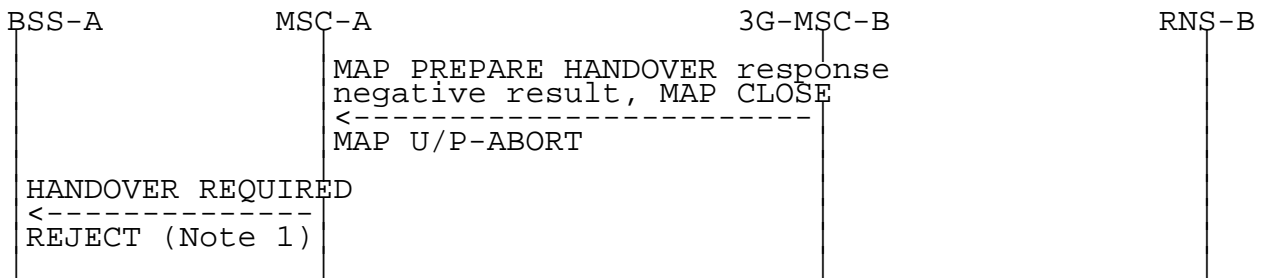 BSS-A MSC-A 3G-MSC-B RNS-B
MAP PREPARE HANDOVER response
negative result, MAP CLOSE
<------------------------
MAP U/P-ABORT
HANDOVER REQUIRED
<--------------
REJECT (Note 1)